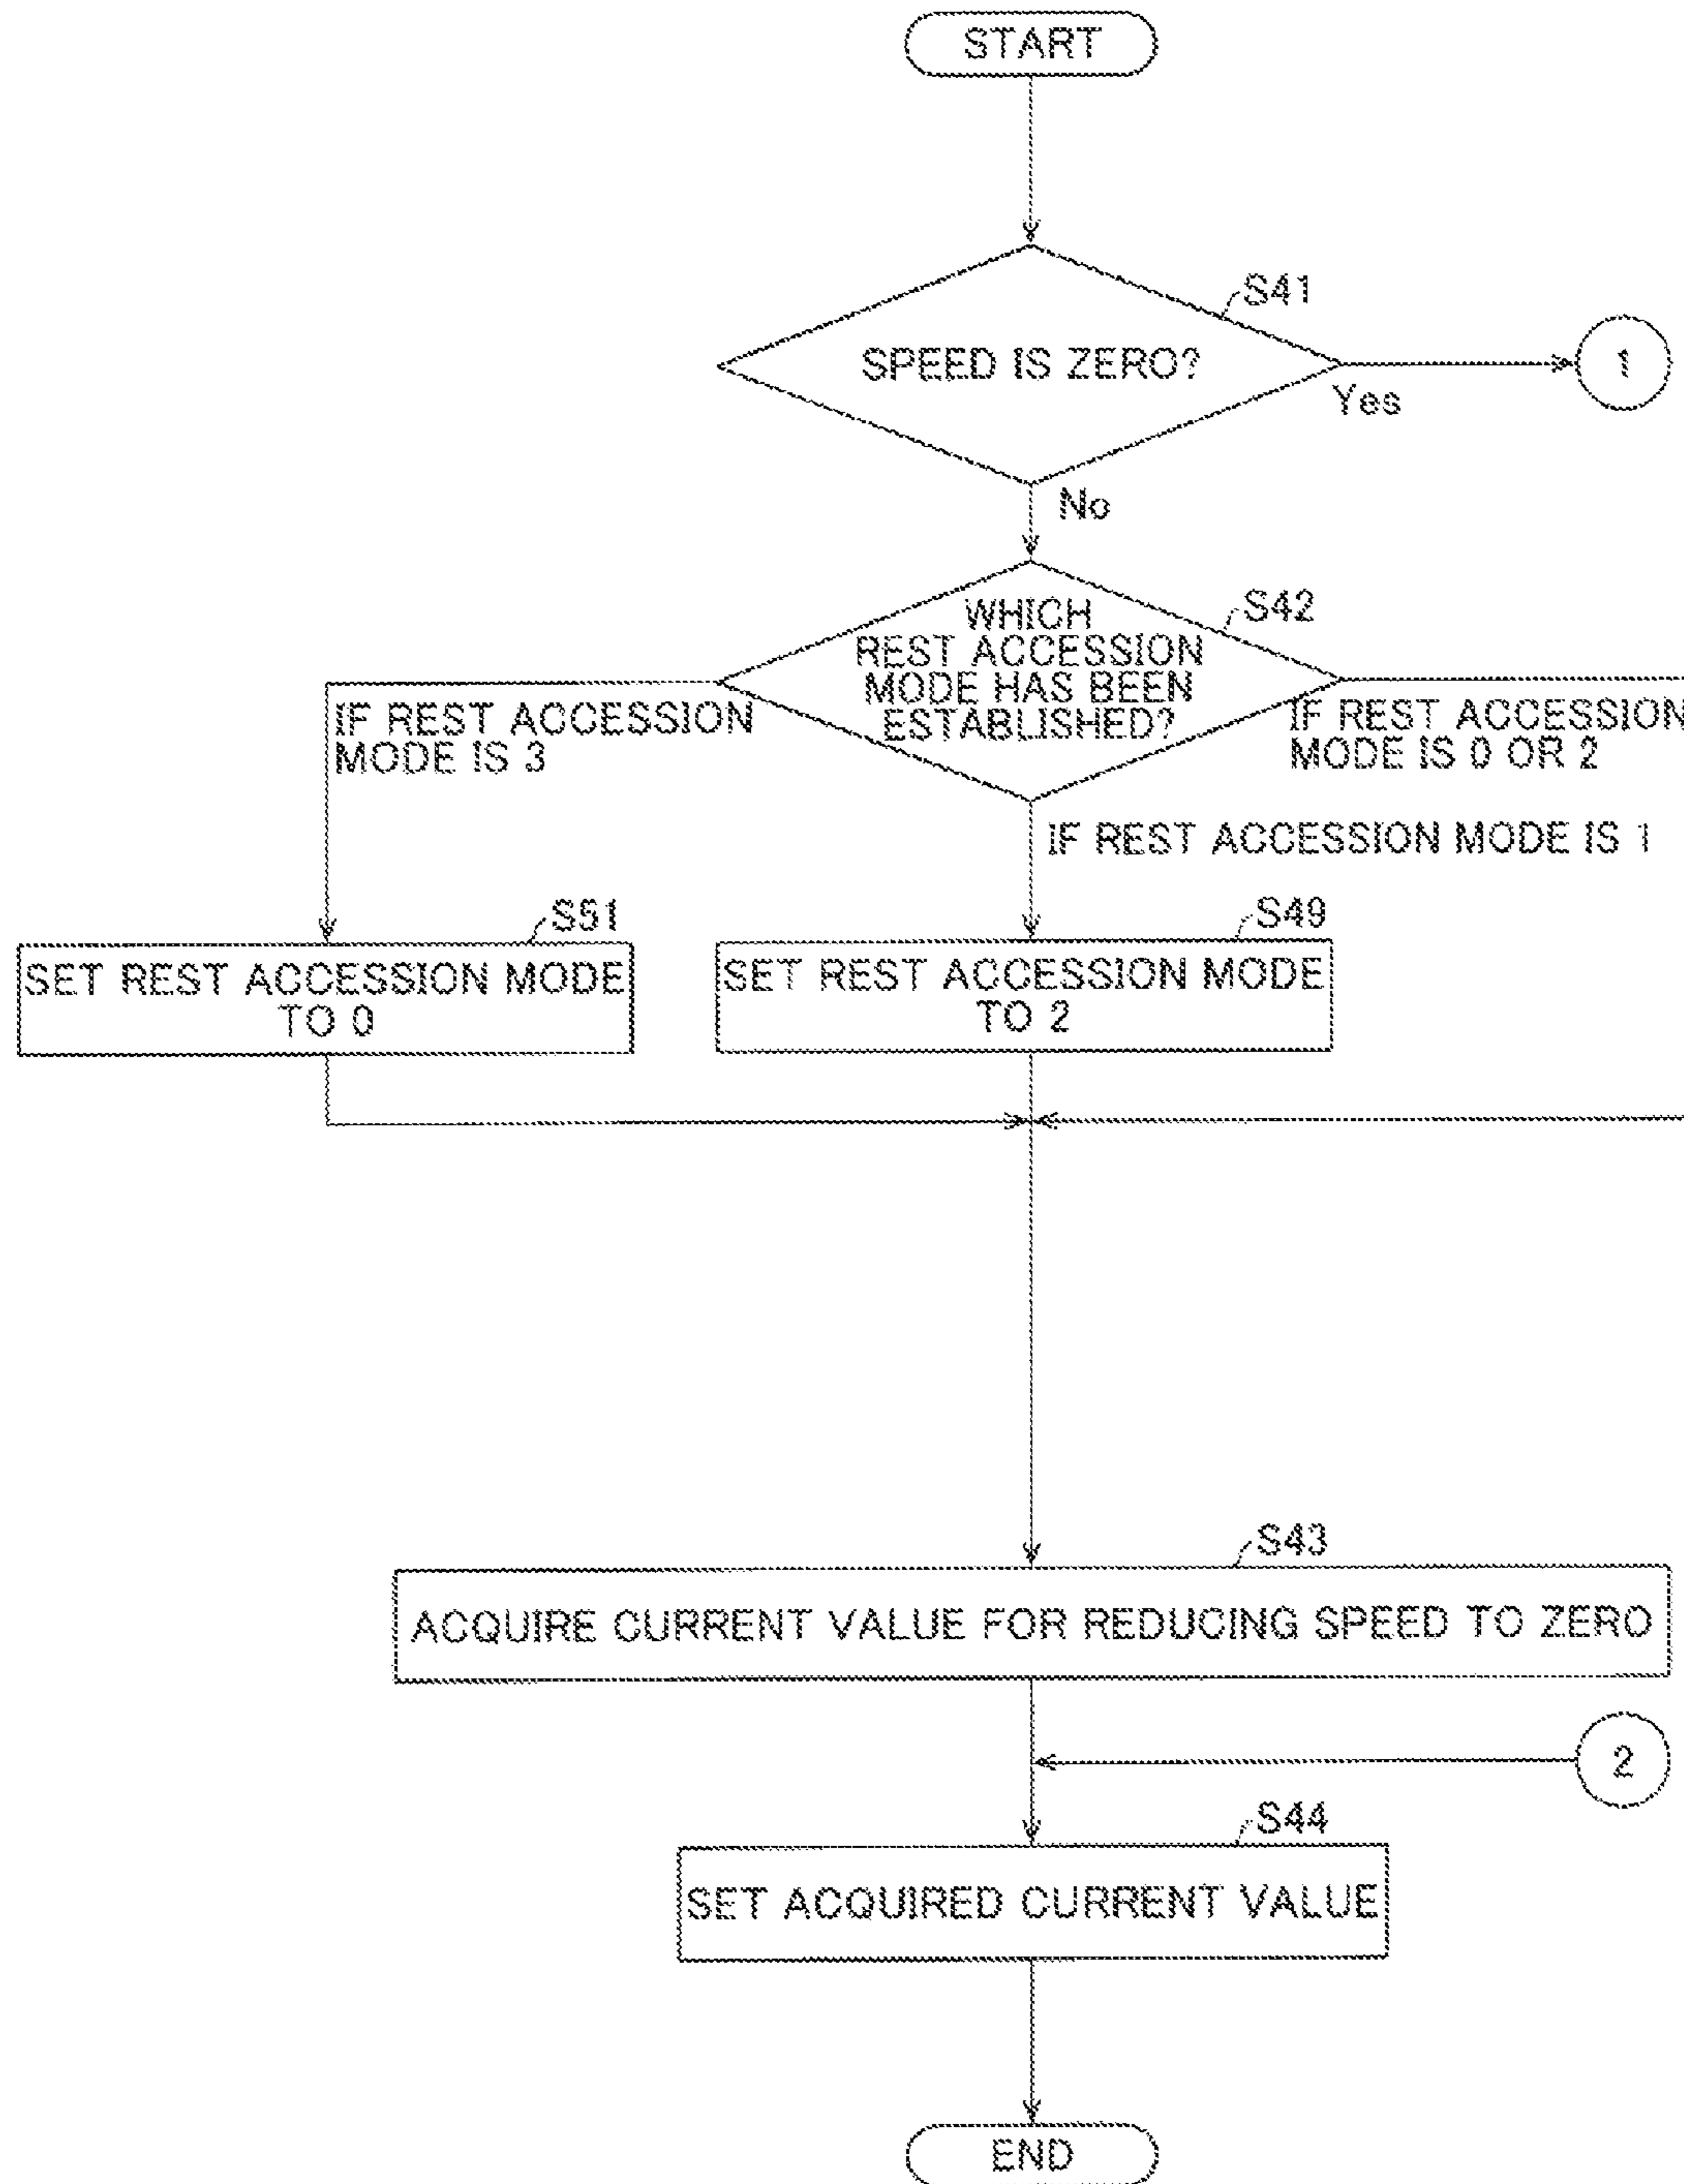 START
S41
SPEED IS ZERO?
1
Yes
No
S42
WHICH
REST ACCESSION
MODE HAS BEEN
ESTABLISHED?
IF REST ACCESSION
MODE IS 3
IF REST ACCESSION
MODE IS 0 OR 2
IF REST ACCESSION MODE IS 1
S51
SET REST ACCESSION MODE
TO 0
S49
SET REST ACCESSION MODE
TO 2
S43
ACQUIRE CURRENT VALUE FOR REDUCING SPEED TO ZERO
2
S44
SET ACQUIRED CURRENT VALUE
END